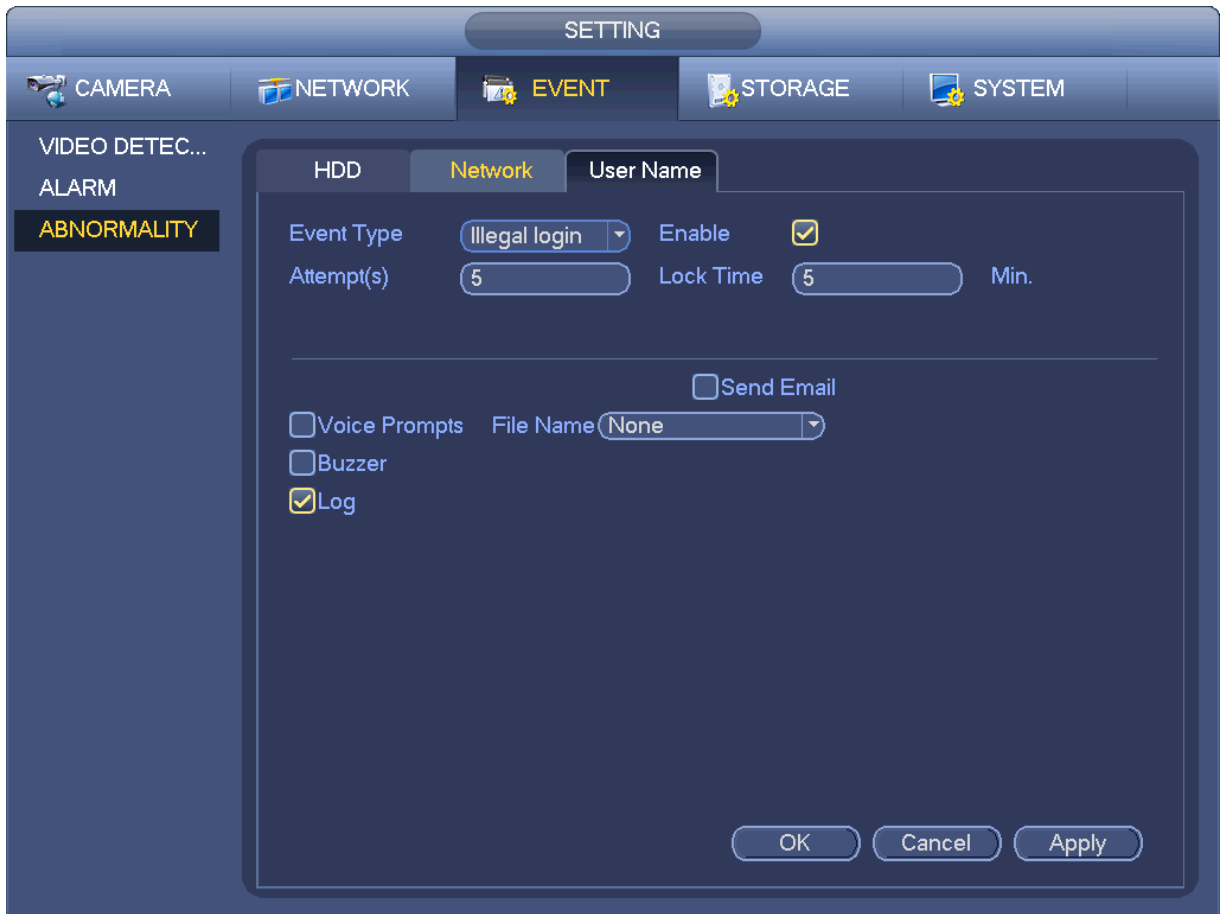 SETTING
CAMERA NETWORK EVENT STORAGE SYSTEM
VIDEO DETEC...
ALARM
ABNORMALITY
HDD Network User Name
Event Type Illegal login Enable
Attempt(s) 5 Lock Time 5 Min.
Send Email
Voice Prompts File Name None
Buzzer
Log
OK Cancel Apply